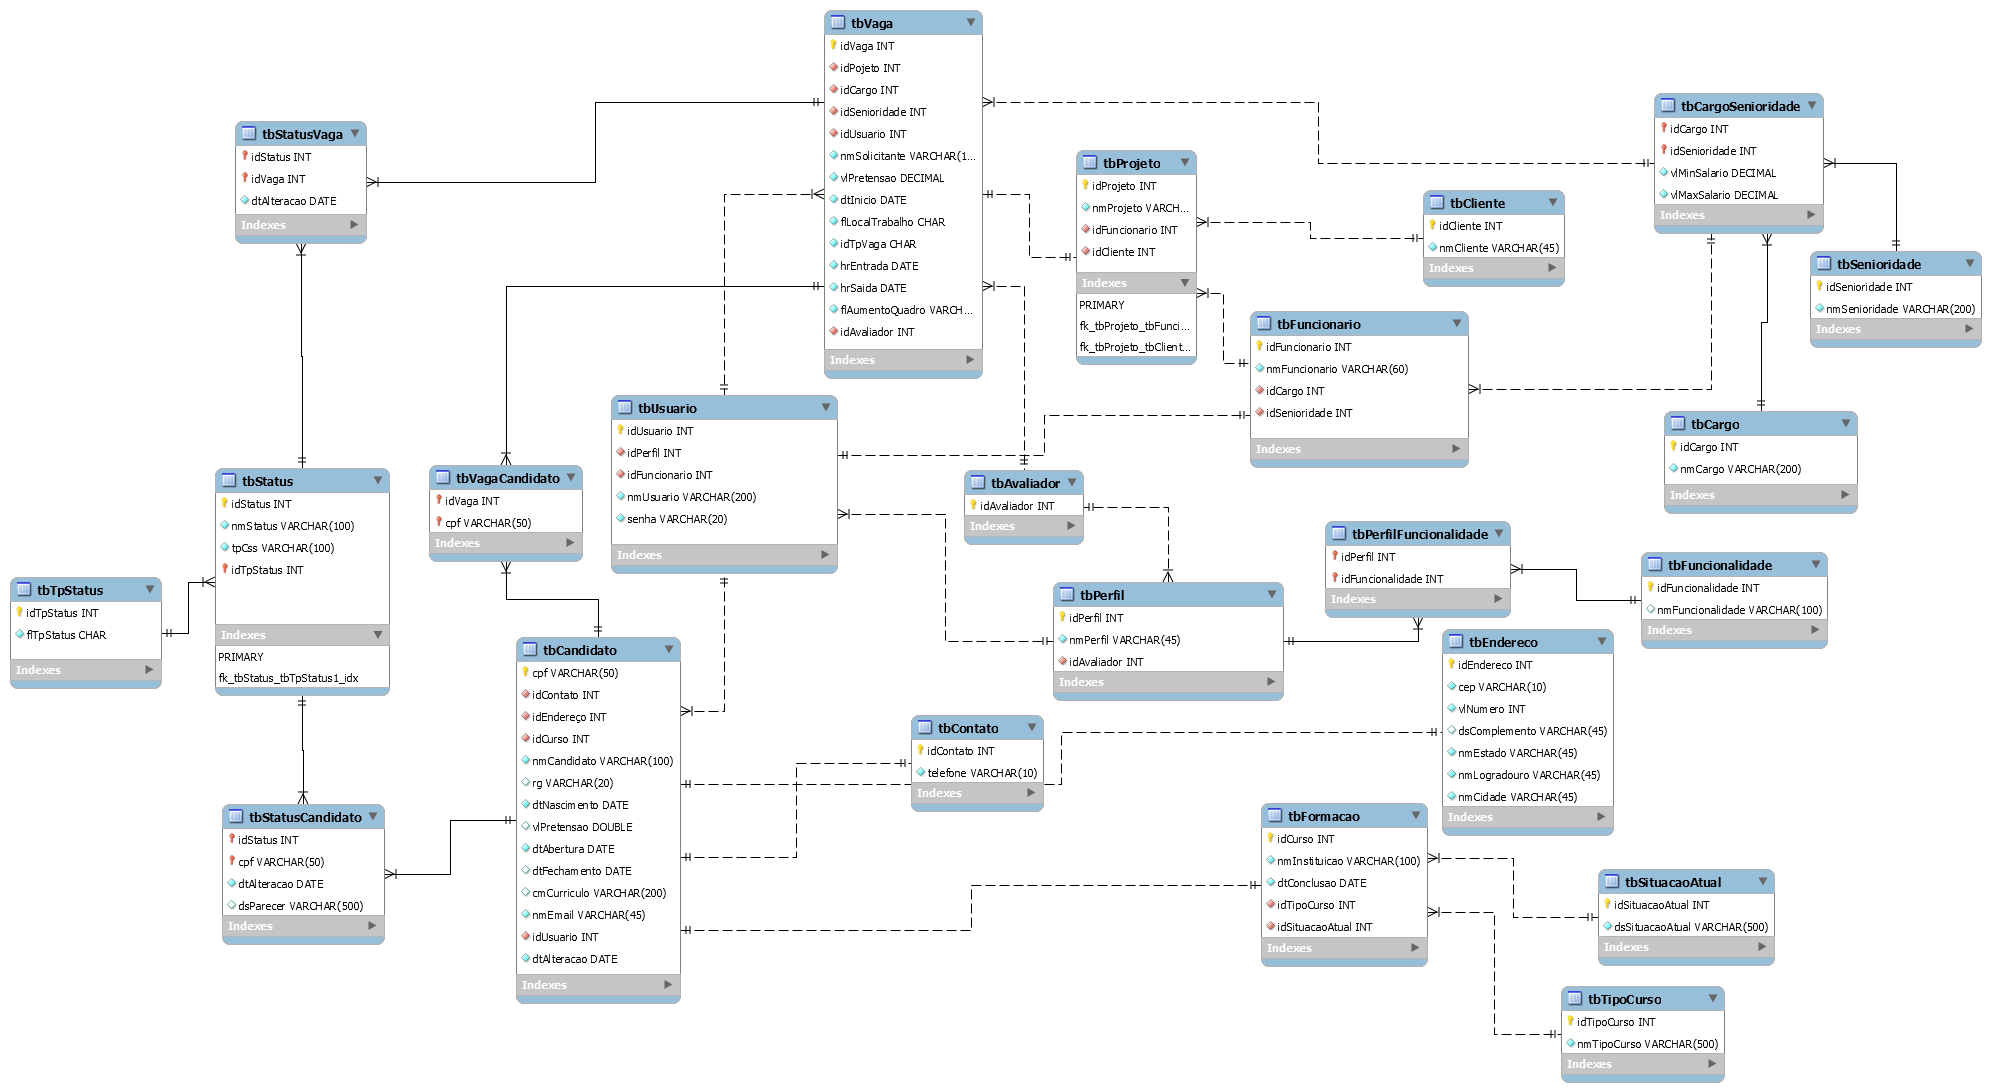 tbVaga
idVaga INT
idPojeto INT
idCargo INT
idSenioridade INT
idUsuario INT
nmSolicitante VARCHAR(1...
vlPretensao DECIMAL
dtInicio DATE
flLocalTrabalho CHAR
idTpVaga CHAR
hrEntrada DATE
hrSaida DATE
flAumentoQuadro VARCH...
idAvaliador INT
Indexes
tbStatusVaga
idStatus INT
idVaga INT
dtAlteracao DATE
Indexes
tbProjeto
idProjeto INT
nmProjeto VARCH...
idFuncionario INT
idCliente INT
Indexes
PRIMARY
fk_tbProjeto_tbFunci...
fk_tbProjeto_tbClient...
tbCliente
idCliente INT
nmCliente VARCHAR(45)
Indexes
tbCargoSenioridade
idCargo INT
idSenioridade INT
vlMinSalario DECIMAL
vlMaxSalario DECIMAL
Indexes
tbSenioridade
idSenioridade INT
nmSenioridade VARCHAR(200)
Indexes
tbFuncionario
idFuncionario INT
nmFuncionario VARCHAR(60)
idCargo INT
idSenioridade INT
Indexes
tbCargo
idCargo INT
nmCargo VARCHAR(200)
Indexes
tbUsuario
idUsuario INT
idPerfil INT
idFuncionario INT
nmUsuario VARCHAR(200)
senha VARCHAR(20)
Indexes
tbStatus
idStatus INT
nmStatus VARCHAR(100)
tpCss VARCHAR(100)
idTpStatus INT
Indexes
PRIMARY
fk_tbStatus_tbTpStatus1_idx
tbVagaCandidato
idVaga INT
cpf VARCHAR(50)
Indexes
tbAvaliador
idAvaliador INT
Indexes
tbPerfilFuncionalidade
idPerfil INT
idFuncionalidade INT
Indexes
tbFuncionalidade
idFuncionalidade INT
nmFuncionalidade VARCHAR(100)
Indexes
tbTpStatus
idTpStatus INT
flTpStatus CHAR
Indexes
tbPerfil
idPerfil INT
nmPerfil VARCHAR(45)
idAvaliador INT
Indexes
tbEndereco
idEndereco INT
cep VARCHAR(10)
vlNumero INT
dsComplemento VARCHAR(45)
nmEstado VARCHAR(45)
nmLogradouro VARCHAR(45)
nmCidade VARCHAR(45)
Indexes
tbCandidato
cpf VARCHAR(50)
idContato INT
idEndereço INT
idCurso INT
nmCandidato VARCHAR(100)
rg VARCHAR(20)
dtNascimento DATE
vlPretensao DOUBLE
dtAbertura DATE
dtFechamento DATE
cmCurriculo VARCHAR(200)
nmEmail VARCHAR(45)
idUsuario INT
dtAlteracao DATE
Indexes
tbContato
idContato INT
telefone VARCHAR(10)
Indexes
tbStatusCandidato
idStatus INT
cpf VARCHAR(50)
dtAlteracao DATE
dsParecer VARCHAR(500)
Indexes
tbFormacao
idCurso INT
nmInstituicao VARCHAR(100)
dtConclusao DATE
idTipoCurso INT
idSituacaoAtual INT
Indexes
tbSituacaoAtual
idSituacaoAtual INT
dsSituacaoAtual VARCHAR(500)
Indexes
tbTipoCurso
idTipoCurso INT
nmTipoCurso VARCHAR(500)
Indexes